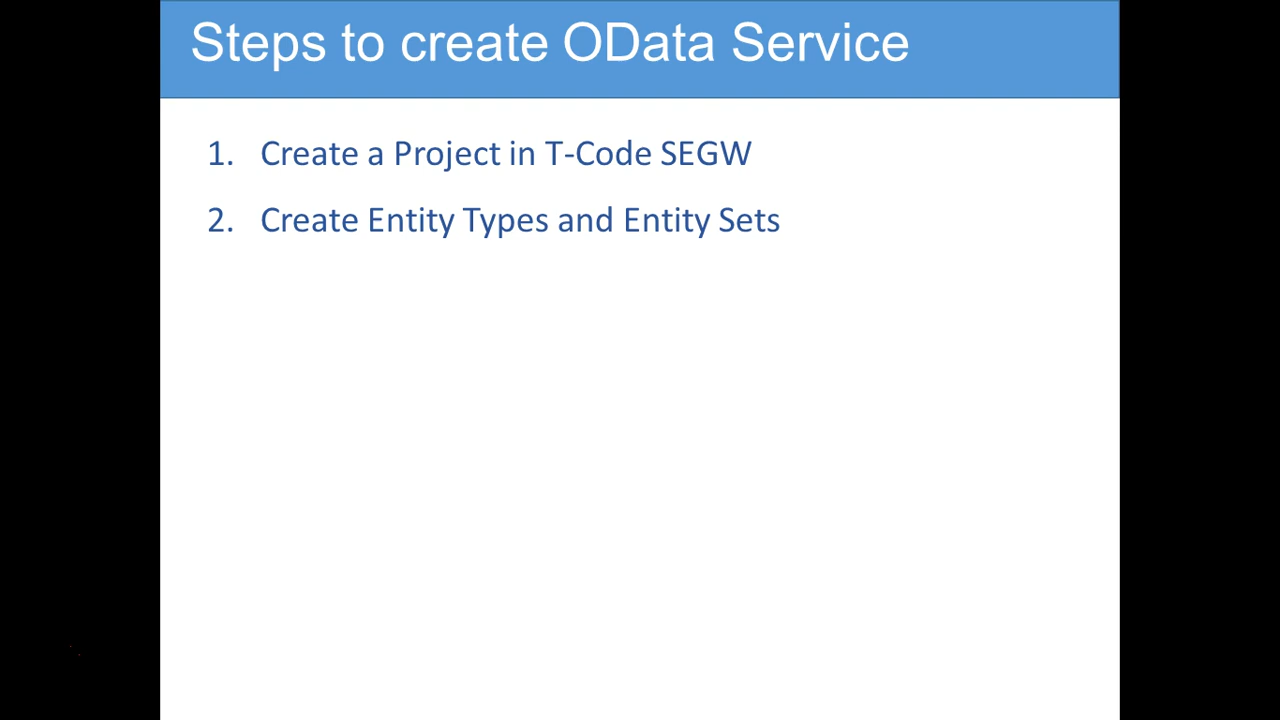 Steps to create OData Service
1. Create a Project in T-Code SEGW
2. Create Entity Types and Entity Sets